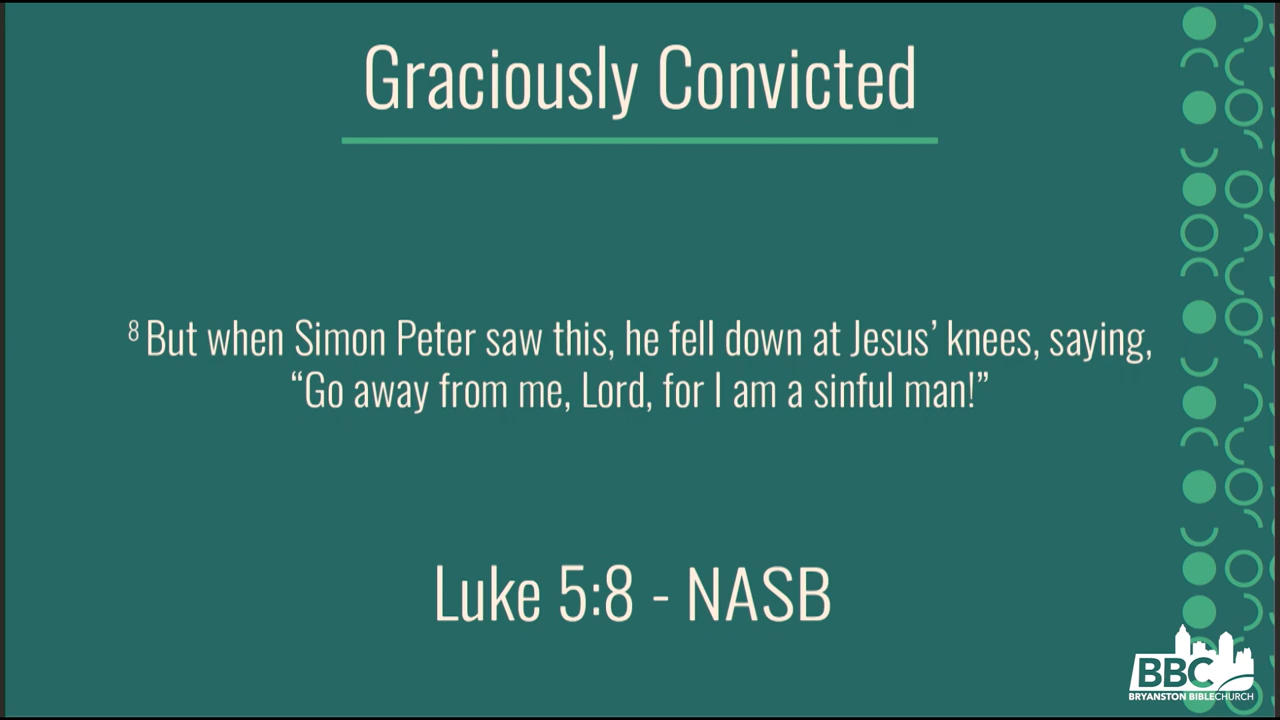 Graciously Convicted
⁸ But when Simon Peter saw this, he fell down at Jesus’ knees, saying,
“Go away from me, Lord, for I am a sinful man!”
Luke 5:8 - NASB
BBC
BRYANSTON BIBLECHURCH